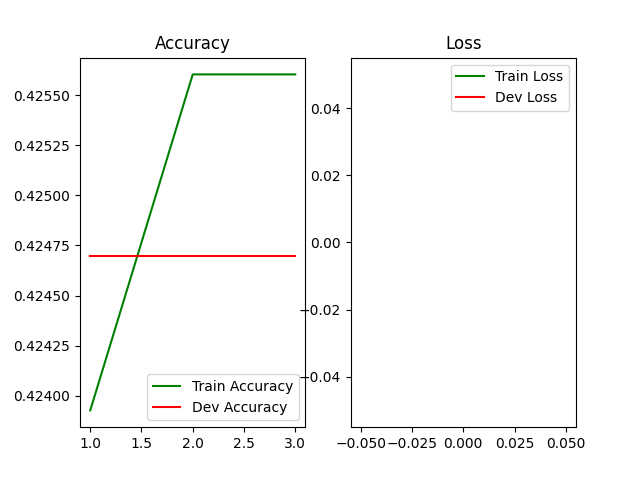 Accuracy
0.42550
0.42525
0.42500
0.42475
0.42450
0.42425
0.42400
1.0 1.5 2.0 2.5 3.0
Train Accuracy
Dev Accuracy
Loss
0.04
0.02
0.00
−0.02
−0.04
−0.050 −0.025 0.000 0.025 0.050
Train Loss
Dev Loss